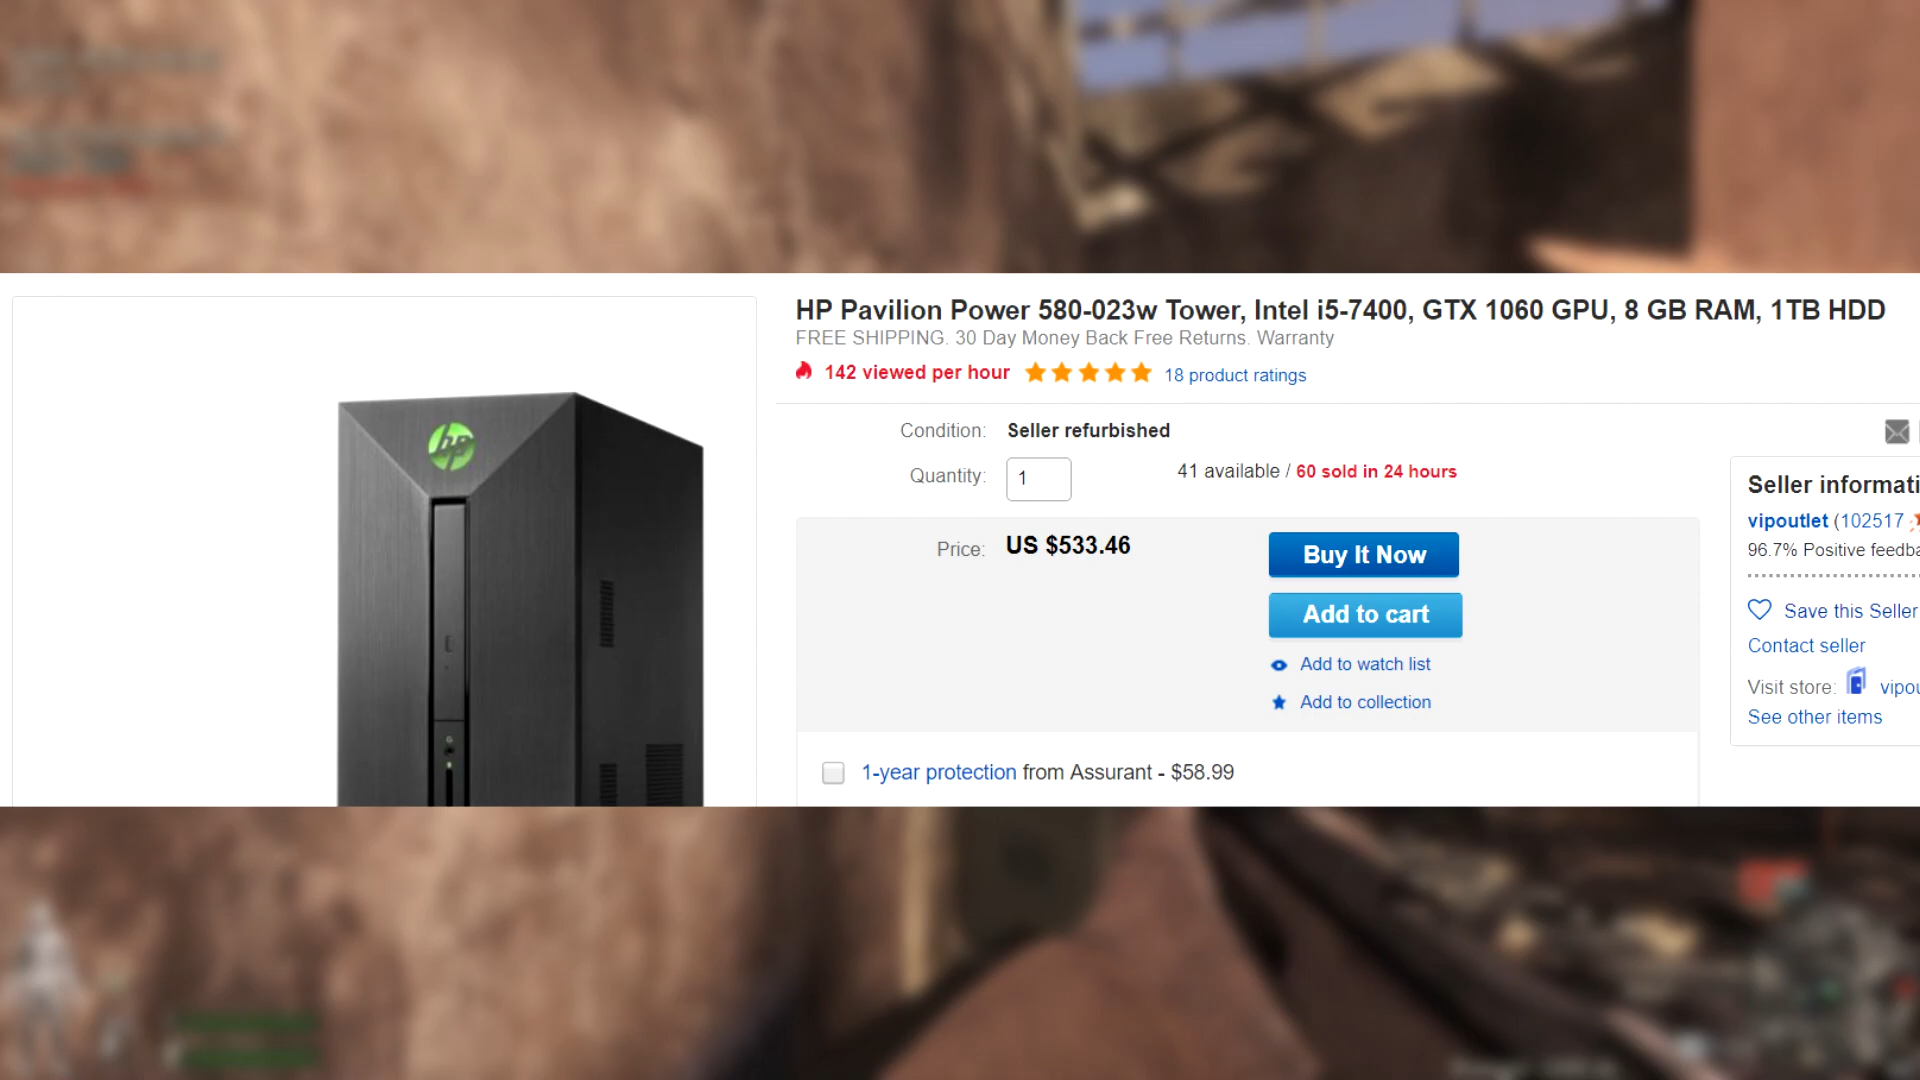 HP Pavilion Power 580-023w Tower, Intel i5-7400, GTX 1060 GPU, 8 GB RAM, 1TB HDD
FREE SHIPPING. 30 Day Money Back Free Returns. Warranty
142 viewed per hour 18 product ratings
hp
Condition: Seller refurbished
Quantity: 1 41 available / 60 sold in 24 hours
Price: US $533.46
Buy It Now
Add to cart
Add to watch list
Add to collection
1-year protection from Assurant - $58.99
Seller informati
vipoutlet (102517
96.7% Positive feedba
Save this Seller
Contact seller
Visit store: vipou
See other items